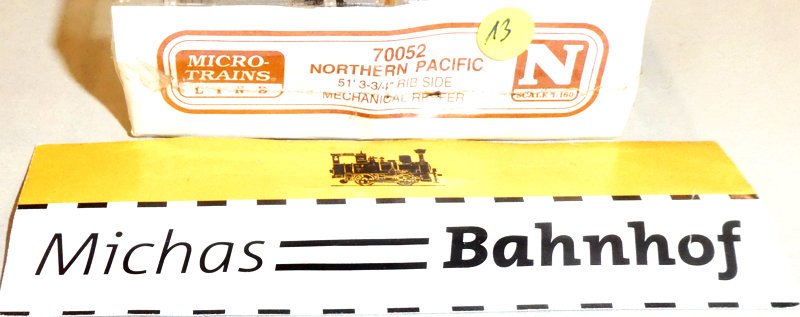 13
MICRO-
TRAINS
LINE
70052
NORTHERN PACIFIC
51' 3-3/4" RIB SIDE
MECHANICAL REEFER
N
SCALE 1:160
Michas Bahnhof